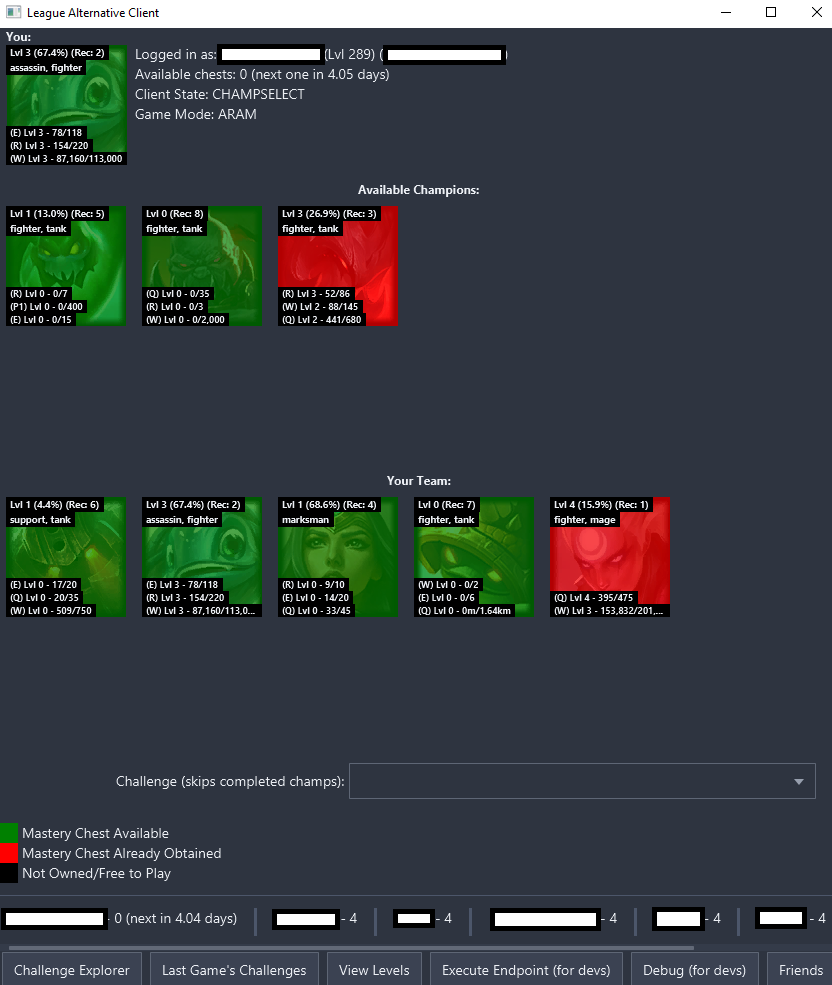 League Alternative Client
You:
Lvl 3 (67.4%) (Rec: 2)
assassin, fighter
(E) Lvl 3 - 78/118
(R) Lvl 3 - 154/220
(W) Lvl 3 - 87,160/113,000
Logged in as: (Lvl 289) ( )
Available chests: 0 (next one in 4.05 days)
Client State: CHAMPSELECT
Game Mode: ARAM
Available Champions:
Lvl 1 (13.0%) (Rec: 5)
fighter, tank
(R) Lvl 0 - 0/7
(P1) Lvl 0 - 0/400
(E) Lvl 0 - 0/15
Lvl 0 (Rec: 8)
fighter, tank
(Q) Lvl 0 - 0/35
(R) Lvl 0 - 0/3
(W) Lvl 0 - 0/2,000
Lvl 3 (26.9%) (Rec: 3)
fighter, tank
(R) Lvl 3 - 52/86
(W) Lvl 2 - 88/145
(Q) Lvl 2 - 441/680
Your Team:
Lvl 1 (4.4%) (Rec: 6)
support, tank
(E) Lvl 0 - 17/20
(Q) Lvl 0 - 20/35
(W) Lvl 0 - 509/750
Lvl 3 (67.4%) (Rec: 2)
assassin, fighter
(E) Lvl 3 - 78/118
(R) Lvl 3 - 154/220
(W) Lvl 3 - 87,160/113,0...
Lvl 1 (68.6%) (Rec: 4)
marksman
(R) Lvl 0 - 9/10
(E) Lvl 0 - 14/20
(Q) Lvl 0 - 33/45
Lvl 0 (Rec: 7)
fighter, tank
(W) Lvl 0 - 0/2
(E) Lvl 0 - 0/6
(Q) Lvl 0 - 0m/1.64km
Lvl 4 (15.9%) (Rec: 1)
fighter, mage
(Q) Lvl 4 - 395/475
(W) Lvl 3 - 153,832/201,...
Challenge (skips completed champs):
Mastery Chest Available
Mastery Chest Already Obtained
Not Owned/Free to Play
- 0 (next in 4.04 days) - 4 - 4 - 4 - 4 - 4
Challenge Explorer
Last Game's Challenges
View Levels
Execute Endpoint (for devs)
Debug (for devs)
Friends